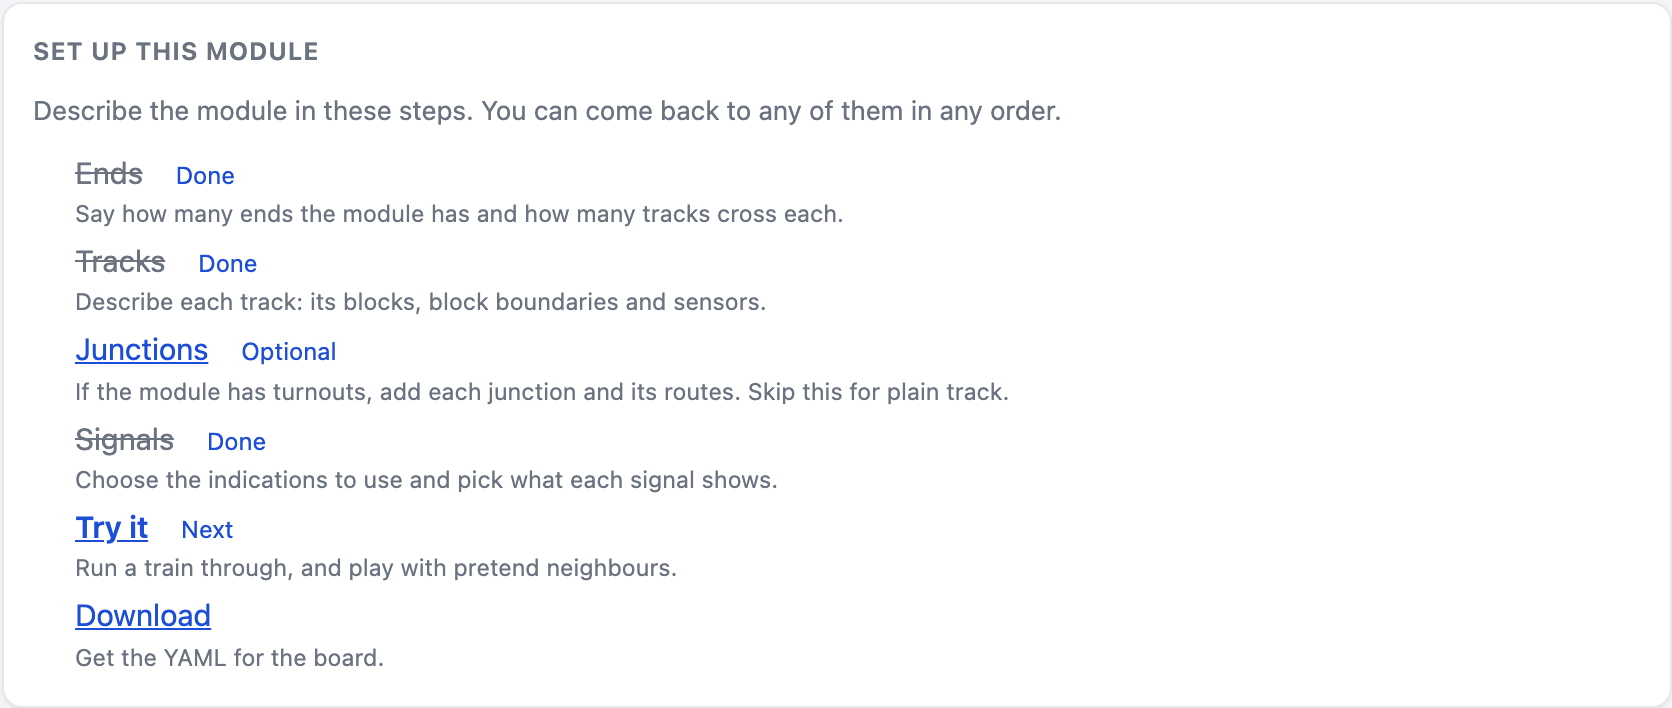 SET UP THIS MODULE
Describe the module in these steps. You can come back to any of them in any order.
Ends Done
Say how many ends the module has and how many tracks cross each.
Tracks Done
Describe each track: its blocks, block boundaries and sensors.
Junctions Optional
If the module has turnouts, add each junction and its routes. Skip this for plain track.
Signals Done
Choose the indications to use and pick what each signal shows.
Try it Next
Run a train through, and play with pretend neighbours.
Download
Get the YAML for the board.